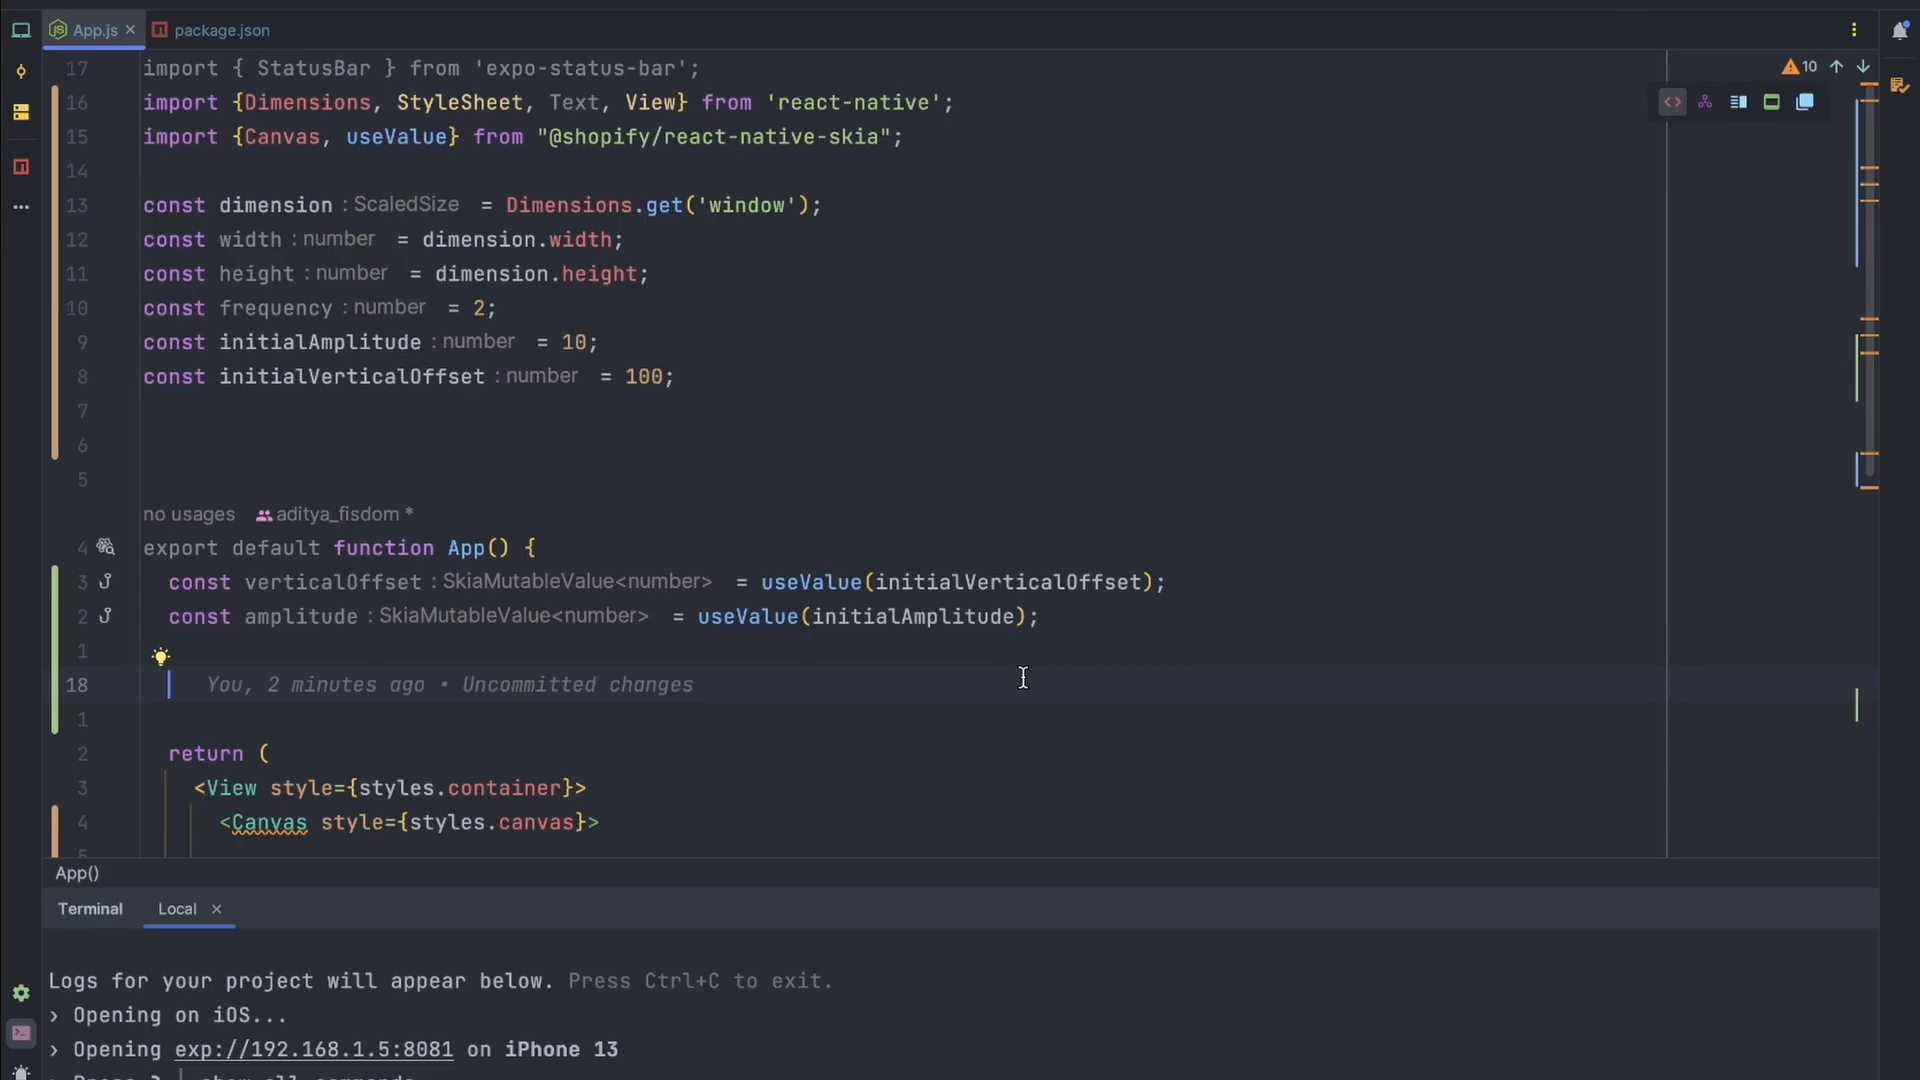 App.js × package.json
17 import { StatusBar } from 'expo-status-bar';
10
16 import {Dimensions, StyleSheet, Text, View} from 'react-native';
15 import {Canvas, useValue} from "@shopify/react-native-skia";
14
13 const dimension : ScaledSize = Dimensions.get('window');
12 const width : number = dimension.width;
11 const height : number = dimension.height;
10 const frequency : number = 2;
9 const initialAmplitude : number = 10;
8 const initialVerticalOffset : number = 100;
7
6
5
no usages aditya_fisdom *
4 export default function App() {
3 const verticalOffset : SkiaMutableValue<number> = useValue(initialVerticalOffset);
2 const amplitude : SkiaMutableValue<number> = useValue(initialAmplitude);
1
18 You, 2 minutes ago • Uncommitted changes
1
2 return (
3 <View style={styles.container}>
4 <Canvas style={styles.canvas}>
App()
Terminal Local ×
Logs for your project will appear below. Press Ctrl+C to exit.
› Opening on iOS...
› Opening exp://192.168.1.5:8081 on iPhone 13